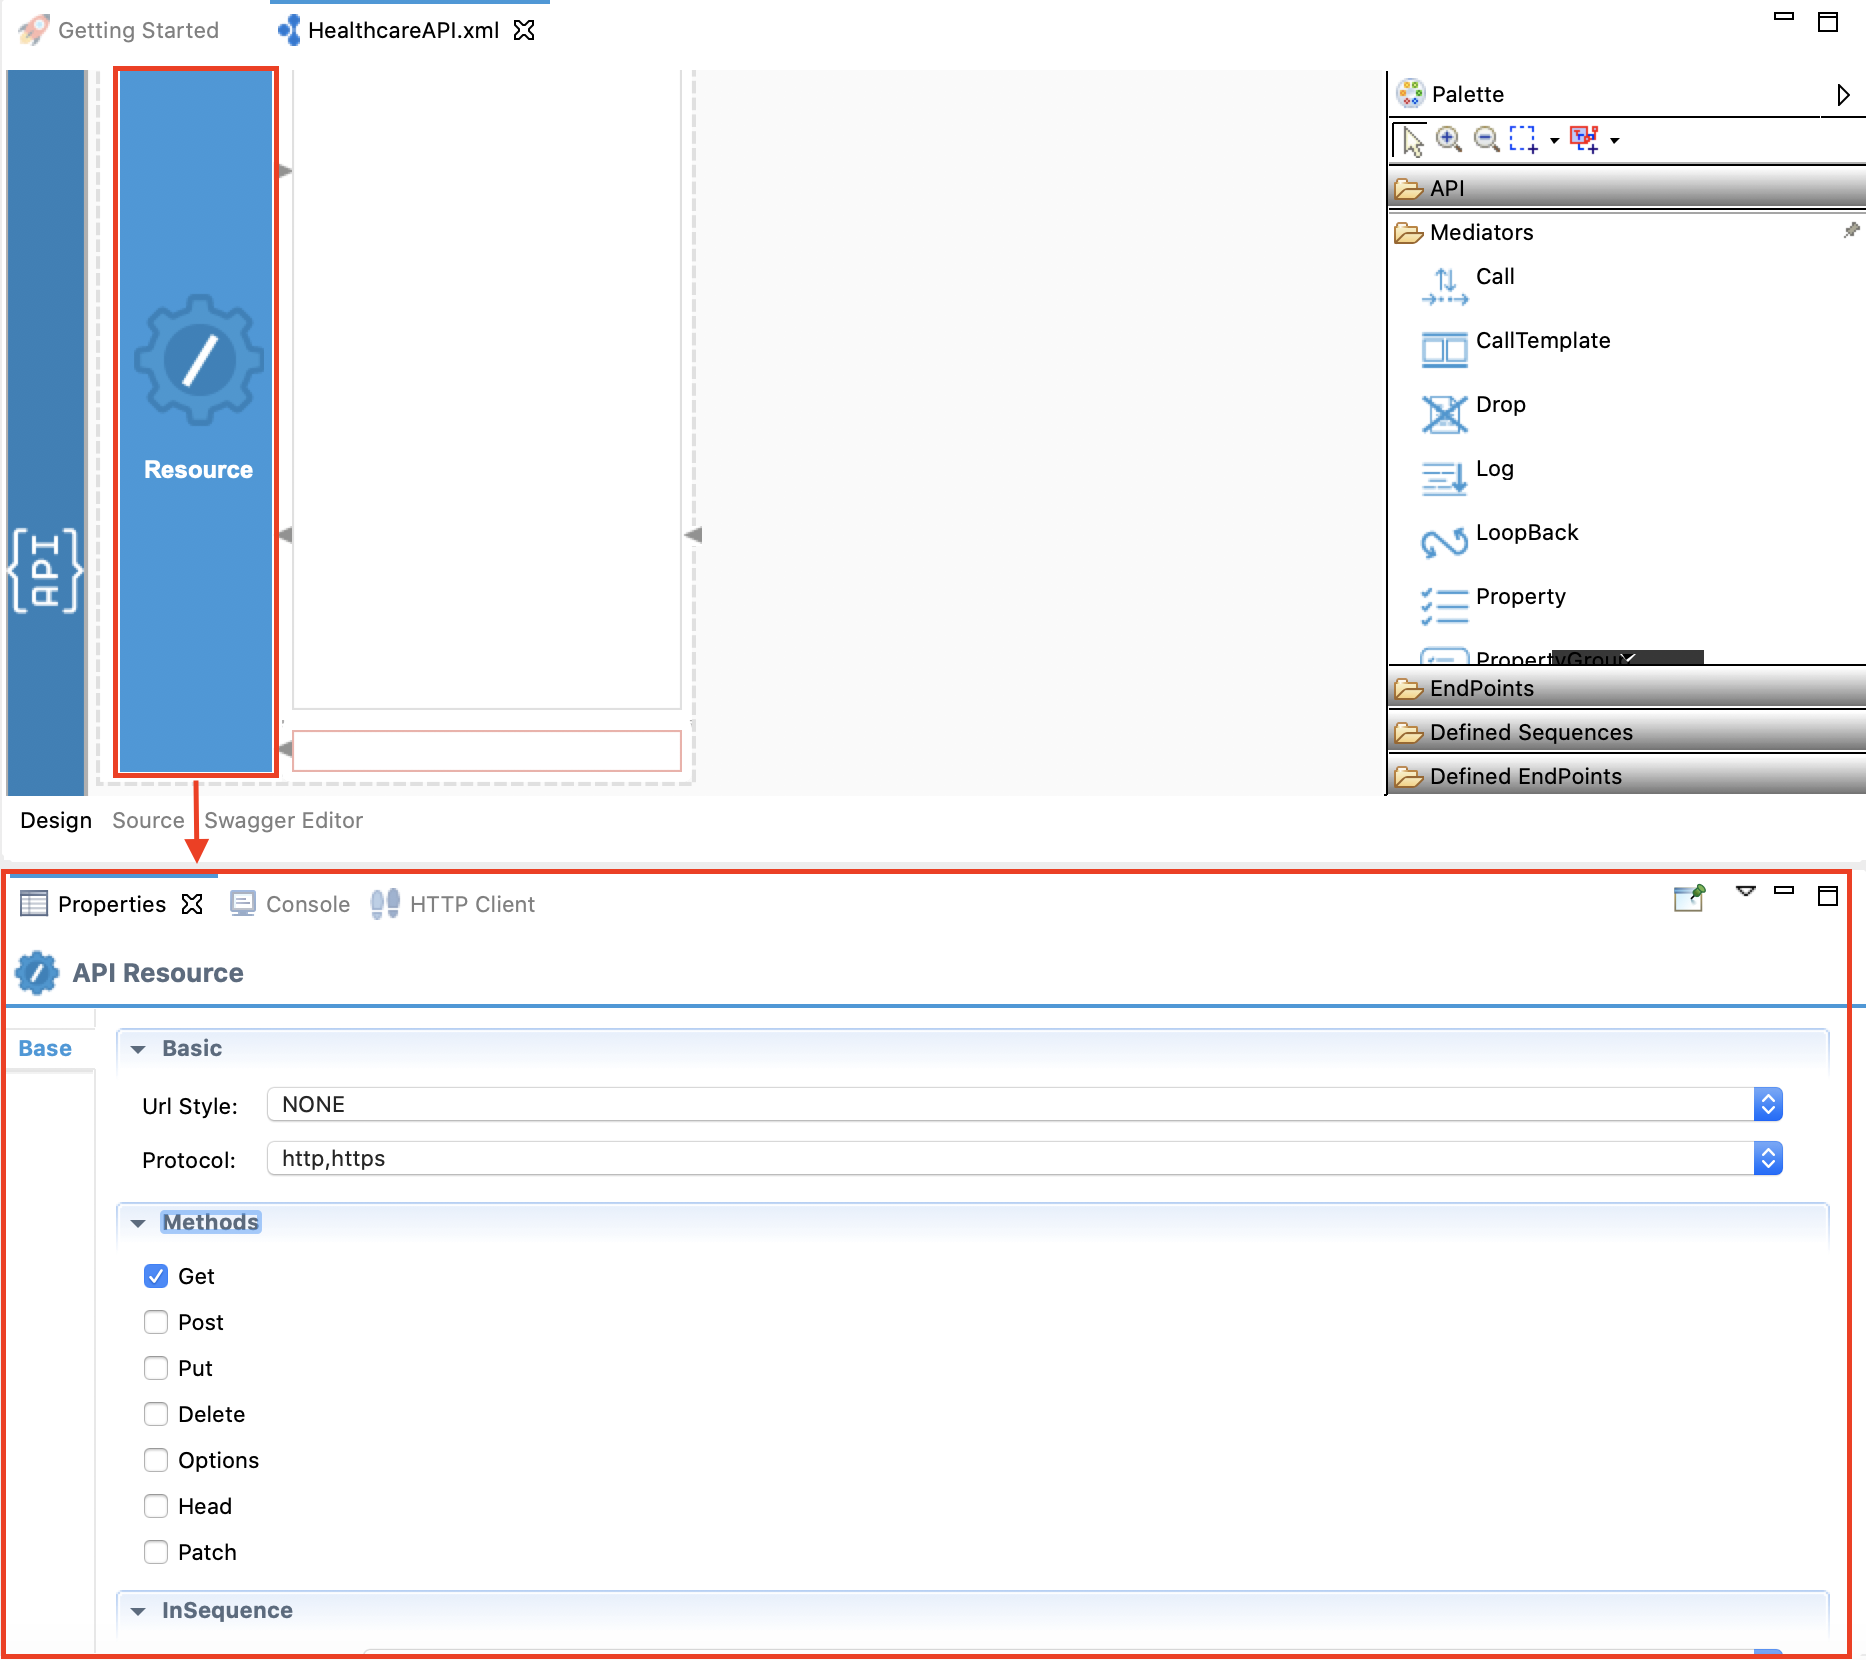 Getting Started
HealthcareAPI.xml
Resource
API
Palette
API
Mediators
Call
CallTemplate
Drop
Log
LoopBack
Property
PropertyGroup
EndPoints
Defined Sequences
Defined EndPoints
Design Source Swagger Editor
Properties Console HTTP Client
API Resource
Base
Basic
Url Style: NONE
Protocol: http,https
Methods
Get
Post
Put
Delete
Options
Head
Patch
InSequence